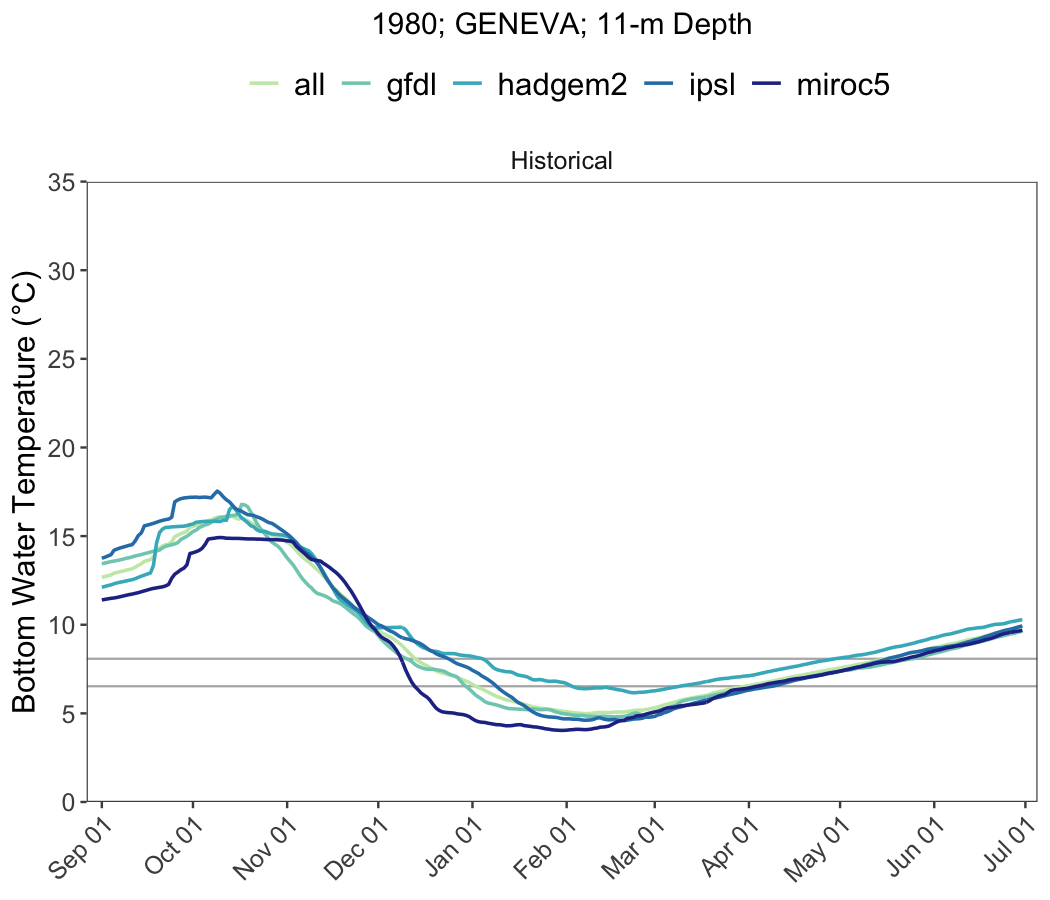 1980; GENEVA; 11-m Depth
all gfdl hadgem2 ipsl miroc5
Historical
Bottom Water Temperature (°C)
35
30
25
20
15
10
5
0
Sep 01 Oct 01 Nov 01 Dec 01 Jan 01 Feb 01 Mar 01 Apr 01 May 01 Jun 01 Jul 01